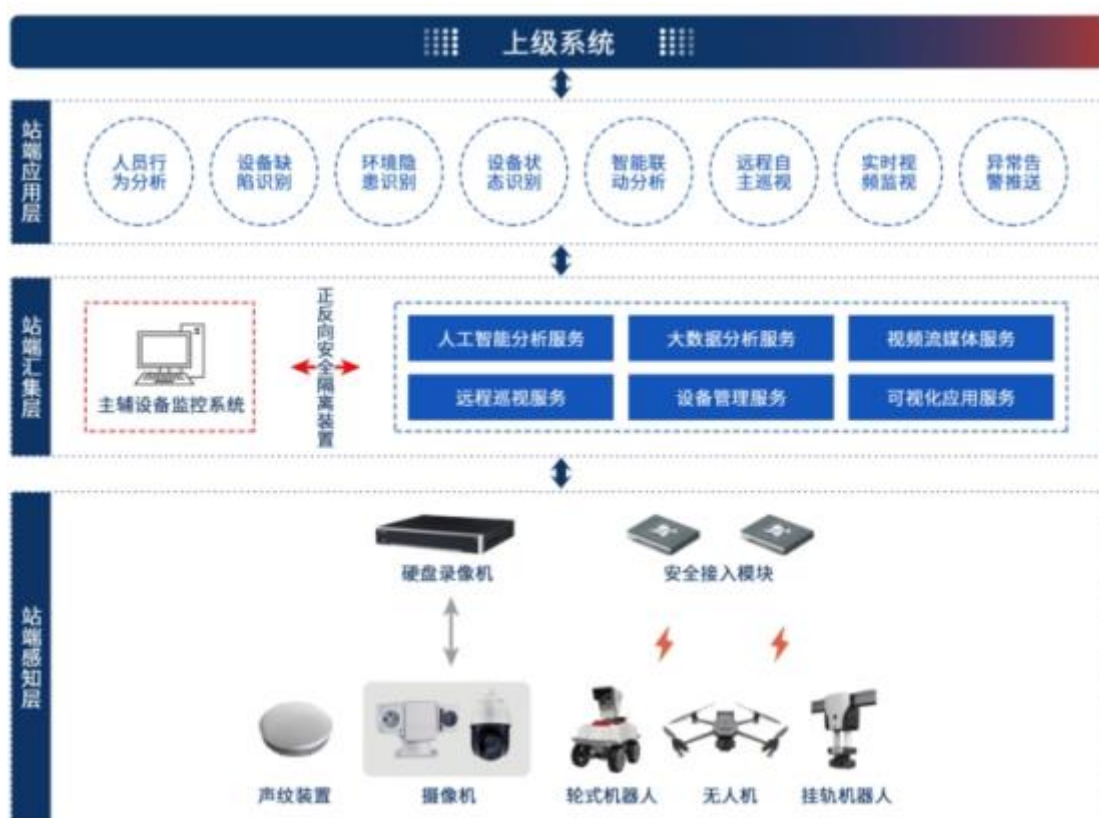 上级系统
站端应用层
人员行
为分析
设备缺
陷识别
环境隐
患识别
设备状
态识别
智能联
动分析
远程自
主巡视
实时视
频监视
异常告
警推送
站端汇集层
主辅设备监控系统
正反向安全隔离装置
人工智能分析服务
大数据分析服务
视频流媒体服务
远程巡视服务
设备管理服务
可视化应用服务
站端感知层
硬盘录像机
安全接入模块
声纹装置
摄像机
轮式机器人
无人机
挂轨机器人